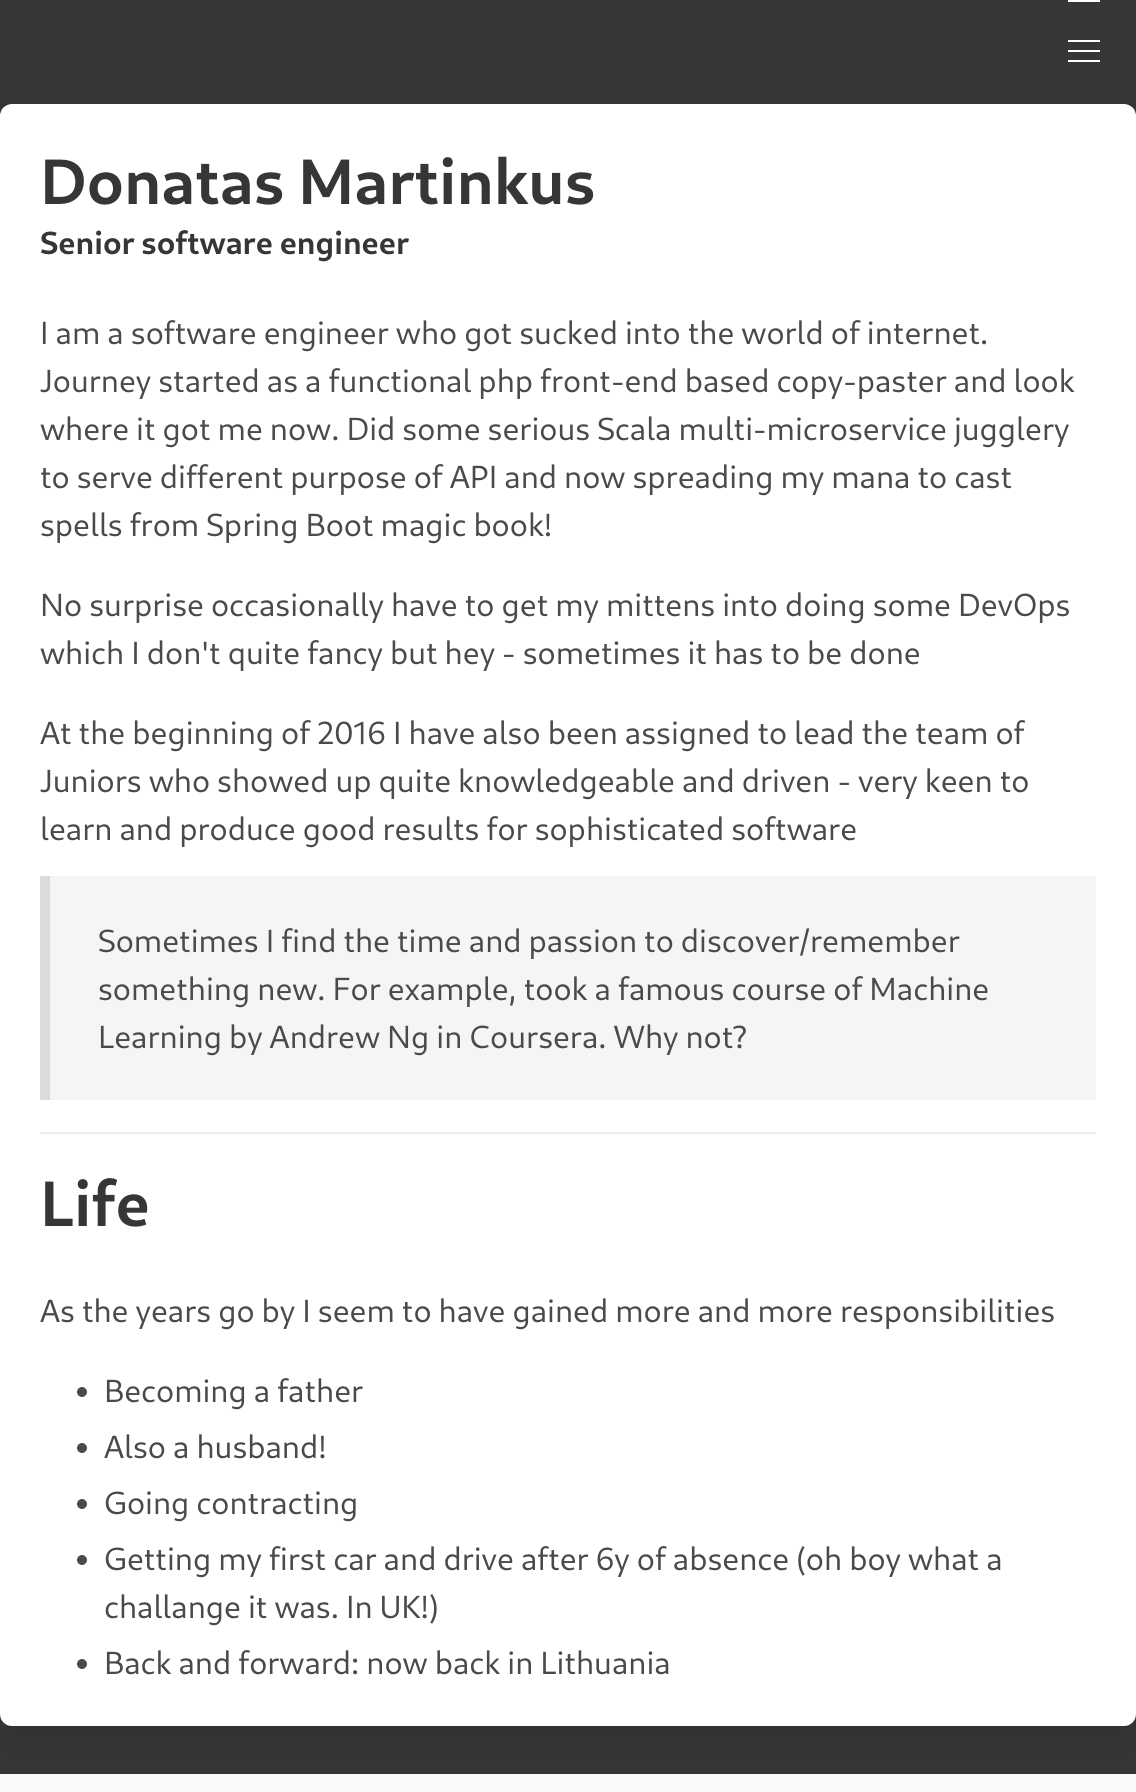 Donatas Martinkus
Senior software engineer
I am a software engineer who got sucked into the world of internet.
Journey started as a functional php front-end based copy-paster and look
where it got me now. Did some serious Scala multi-microservice jugglery
to serve different purpose of API and now spreading my mana to cast
spells from Spring Boot magic book!
No surprise occasionally have to get my mittens into doing some DevOps
which I don't quite fancy but hey - sometimes it has to be done
At the beginning of 2016 I have also been assigned to lead the team of
Juniors who showed up quite knowledgeable and driven - very keen to
learn and produce good results for sophisticated software
Sometimes I find the time and passion to discover/remember
something new. For example, took a famous course of Machine
Learning by Andrew Ng in Coursera. Why not?
Life
As the years go by I seem to have gained more and more responsibilities
• Becoming a father
• Also a husband!
• Going contracting
• Getting my first car and drive after 6y of absence (oh boy what a
challange it was. In UK!)
• Back and forward: now back in Lithuania